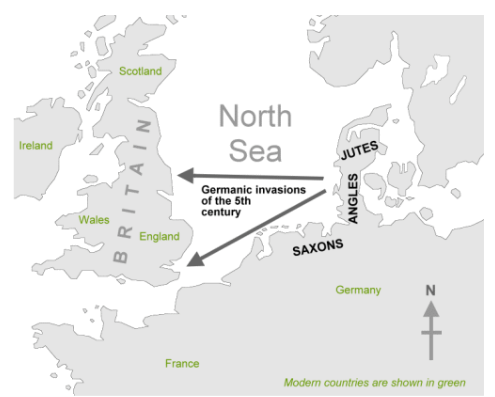 Scotland
North
Sea
Ireland
JUTES
BRITAIN
Germanic invasions
of the 5th
century
ANGLES
Wales
England
SAXONS
Germany
N
France
Modern countries are shown in green